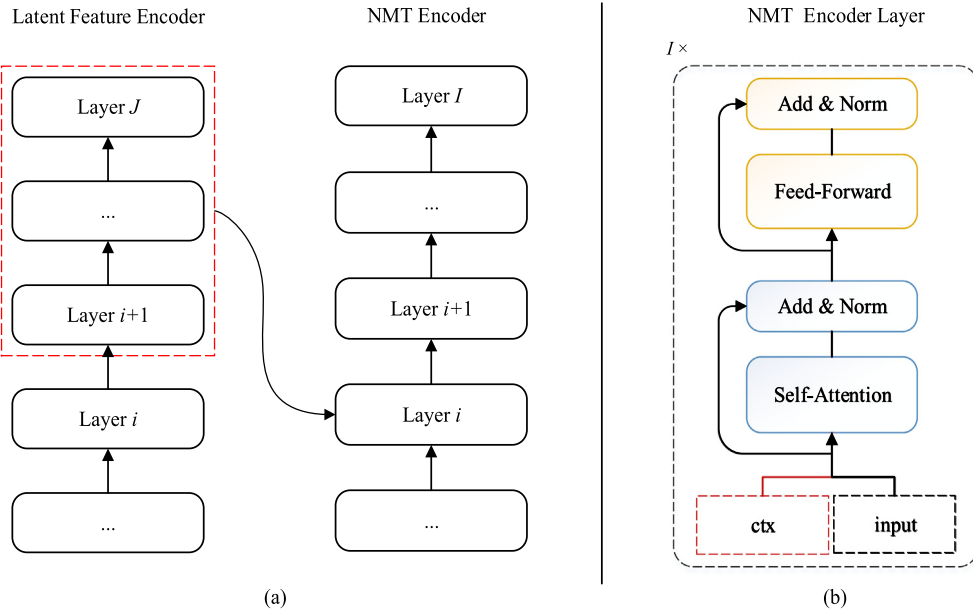 Latent Feature Encoder
Layer J
...
Layer i+1
Layer i
...
NMT Encoder
Layer I
...
Layer i+1
Layer i
...
(a)
NMT Encoder Layer
I ×
Add & Norm
Feed-Forward
Add & Norm
Self-Attention
ctx
input
(b)